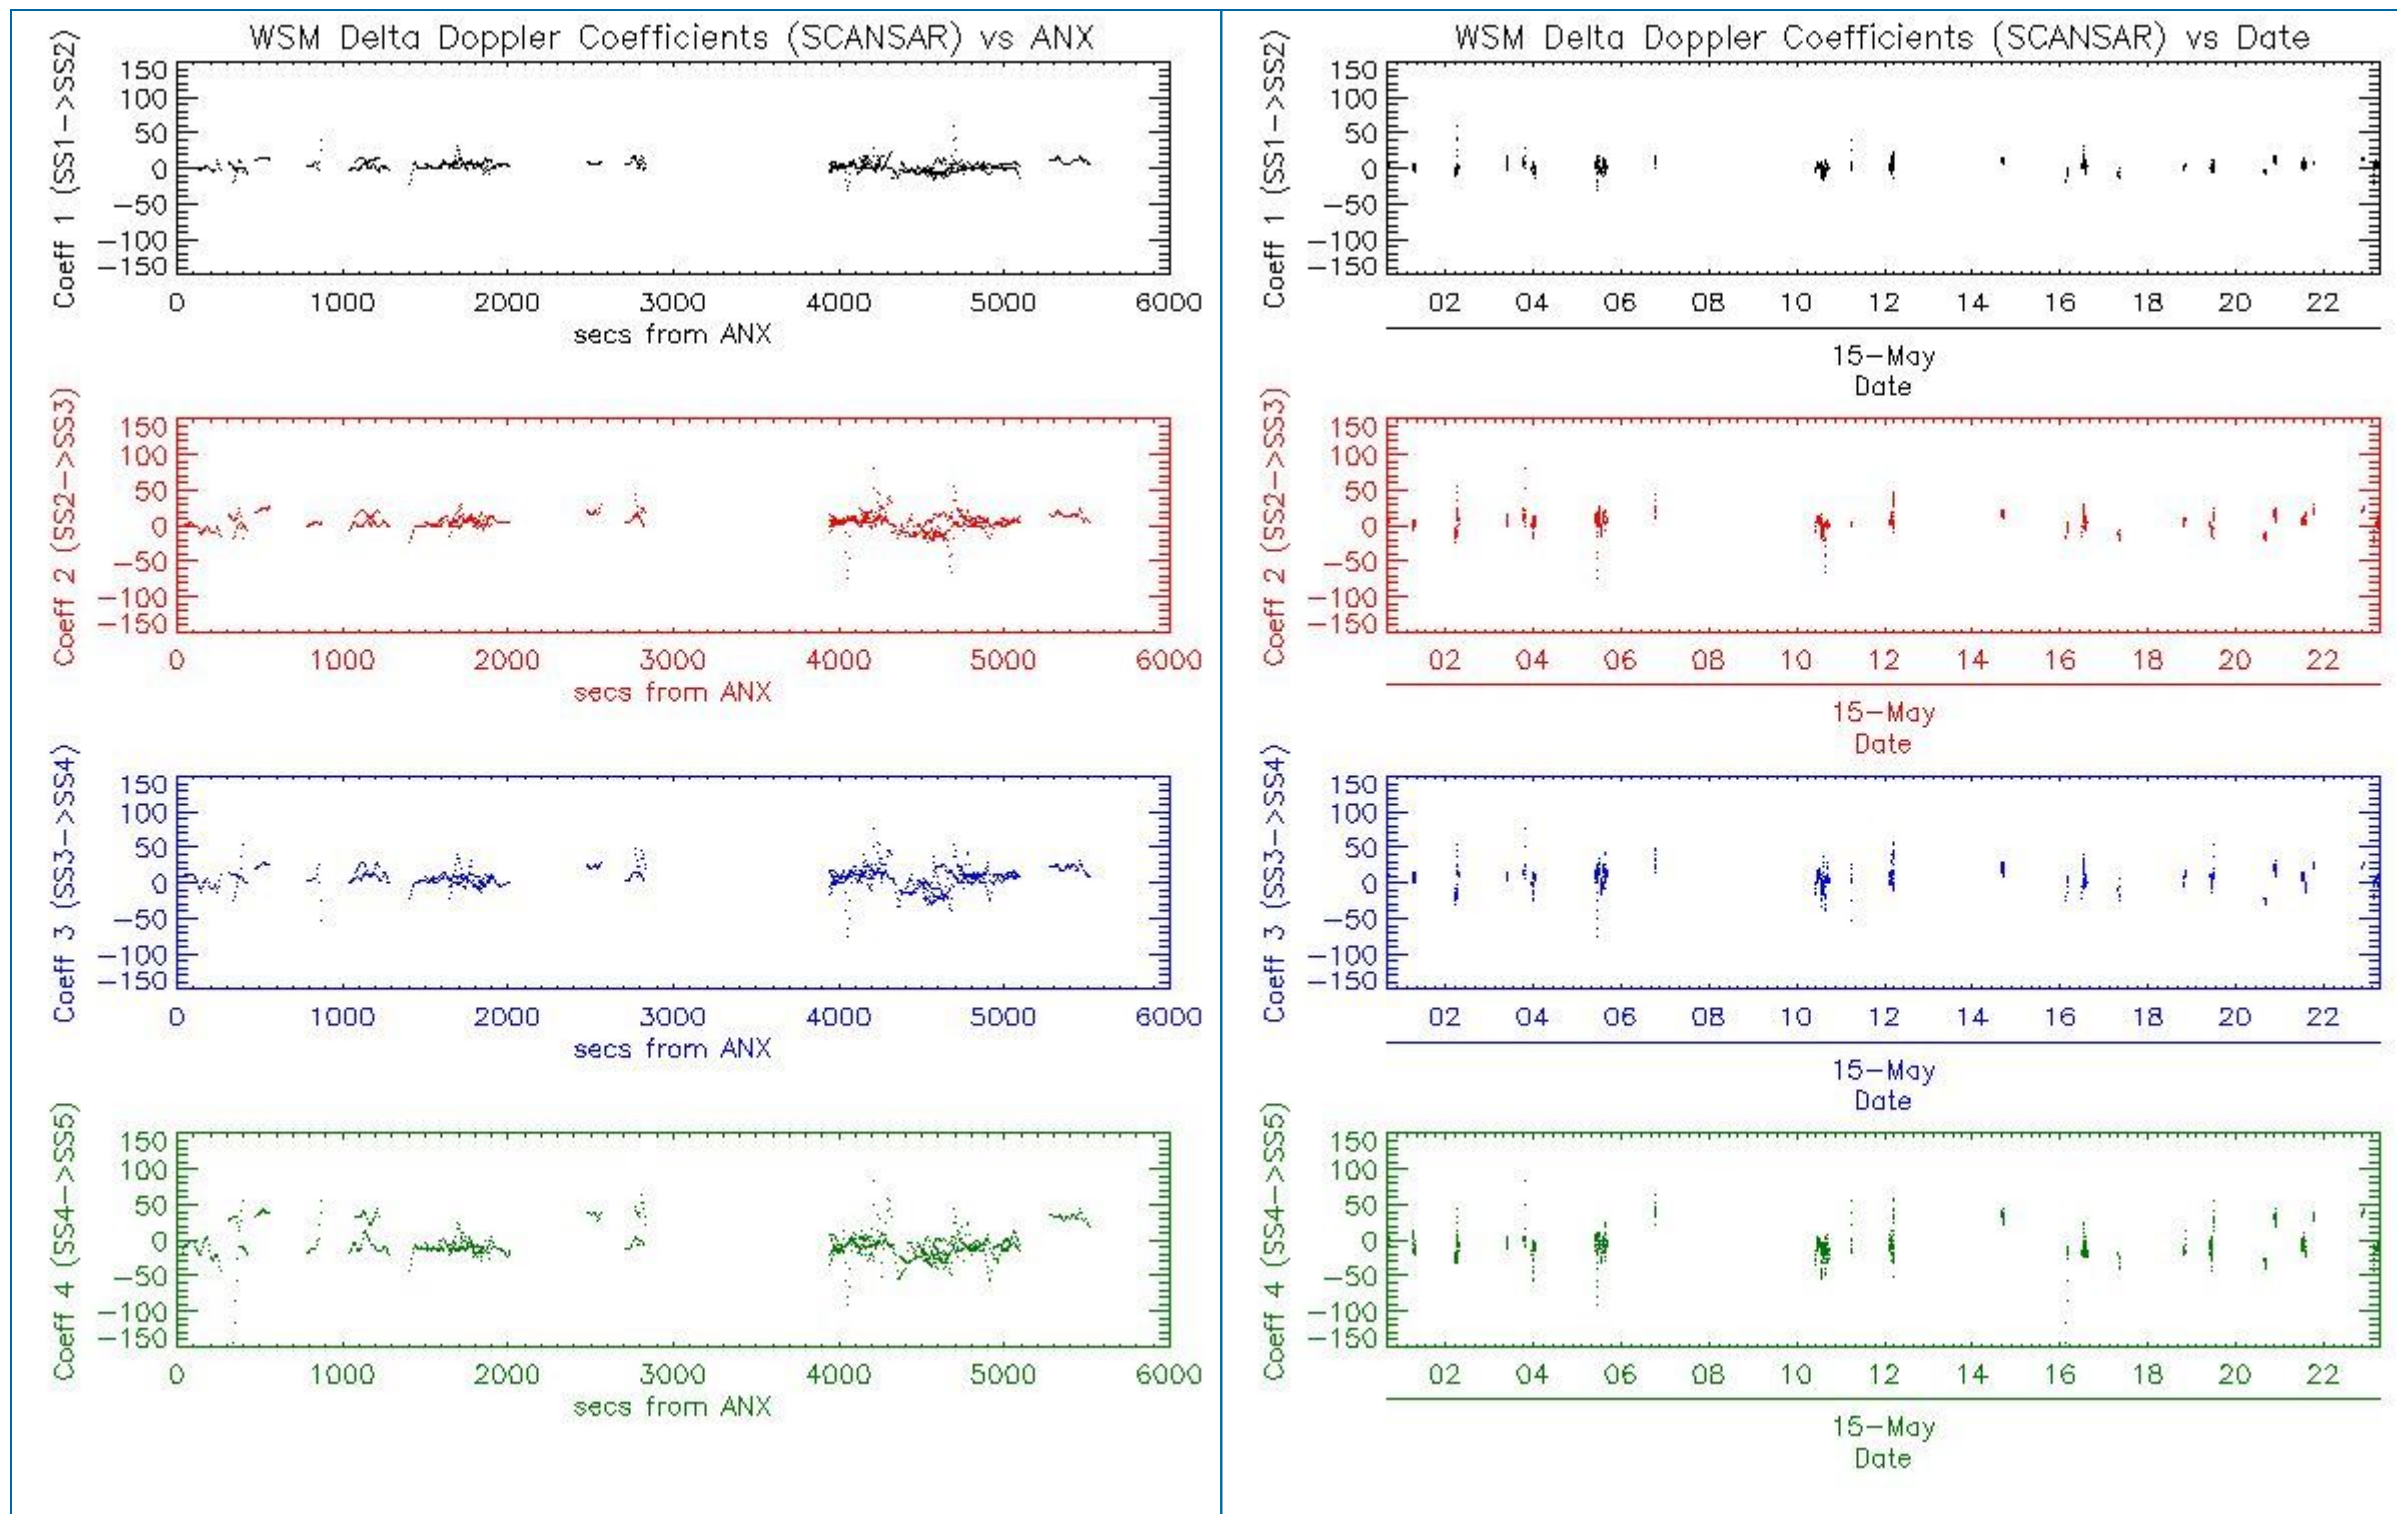 WSM Delta Doppler Coefficients (SCANSAR) vs ANX
Coeff 1 (SS1->SS2)
150
100
50
0
-50
-100
-150
0 1000 2000 3000 4000 5000 6000
secs from ANX
Coeff 2 (SS2->SS3)
150
100
50
0
-50
-100
-150
0 1000 2000 3000 4000 5000 6000
secs from ANX
Coeff 3 (SS3->SS4)
150
100
50
0
-50
-100
-150
0 1000 2000 3000 4000 5000 6000
secs from ANX
Coeff 4 (SS4->SS5)
150
100
50
0
-50
-100
-150
0 1000 2000 3000 4000 5000 6000
secs from ANX
WSM Delta Doppler Coefficients (SCANSAR) vs Date
Coeff 1 (SS1->SS2)
150
100
50
0
-50
-100
-150
02 04 06 08 10 12 14 16 18 20 22
15-May
Date
Coeff 2 (SS2->SS3)
150
100
50
0
-50
-100
-150
02 04 06 08 10 12 14 16 18 20 22
15-May
Date
Coeff 3 (SS3->SS4)
150
100
50
0
-50
-100
-150
02 04 06 08 10 12 14 16 18 20 22
15-May
Date
Coeff 4 (SS4->SS5)
150
100
50
0
-50
-100
-150
02 04 06 08 10 12 14 16 18 20 22
15-May
Date